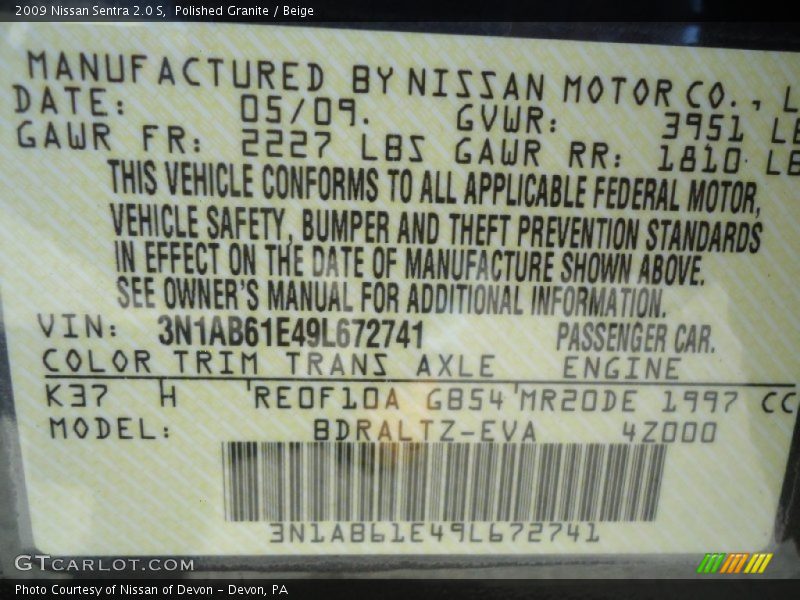 2009 Nissan Sentra 2.0 S,  Polished Granite / Beige
MANUFACTURED BY NISSAN MOTOR CO., L
DATE: 05/09. GVWR: 3951 LB
GAWR FR: 2227 LBS GAWR RR: 1810 LB
THIS VEHICLE CONFORMS TO ALL APPLICABLE FEDERAL MOTOR,
VEHICLE SAFETY, BUMPER AND THEFT PREVENTION STANDARDS
IN EFFECT ON THE DATE OF MANUFACTURE SHOWN ABOVE.
SEE OWNER'S MANUAL FOR ADDITIONAL INFORMATION.
VIN: 3N1AB61E49L672741 PASSENGER CAR.
COLOR TRIM TRANS AXLE ENGINE
K37 H RE0F10A GB54 MR20DE 1997 CC
MODEL: BDRALTZ-EVA 4Z000
3N1AB61E49L672741
GTCARLOT.COM
Photo Courtesy of Nissan of Devon - Devon, PA